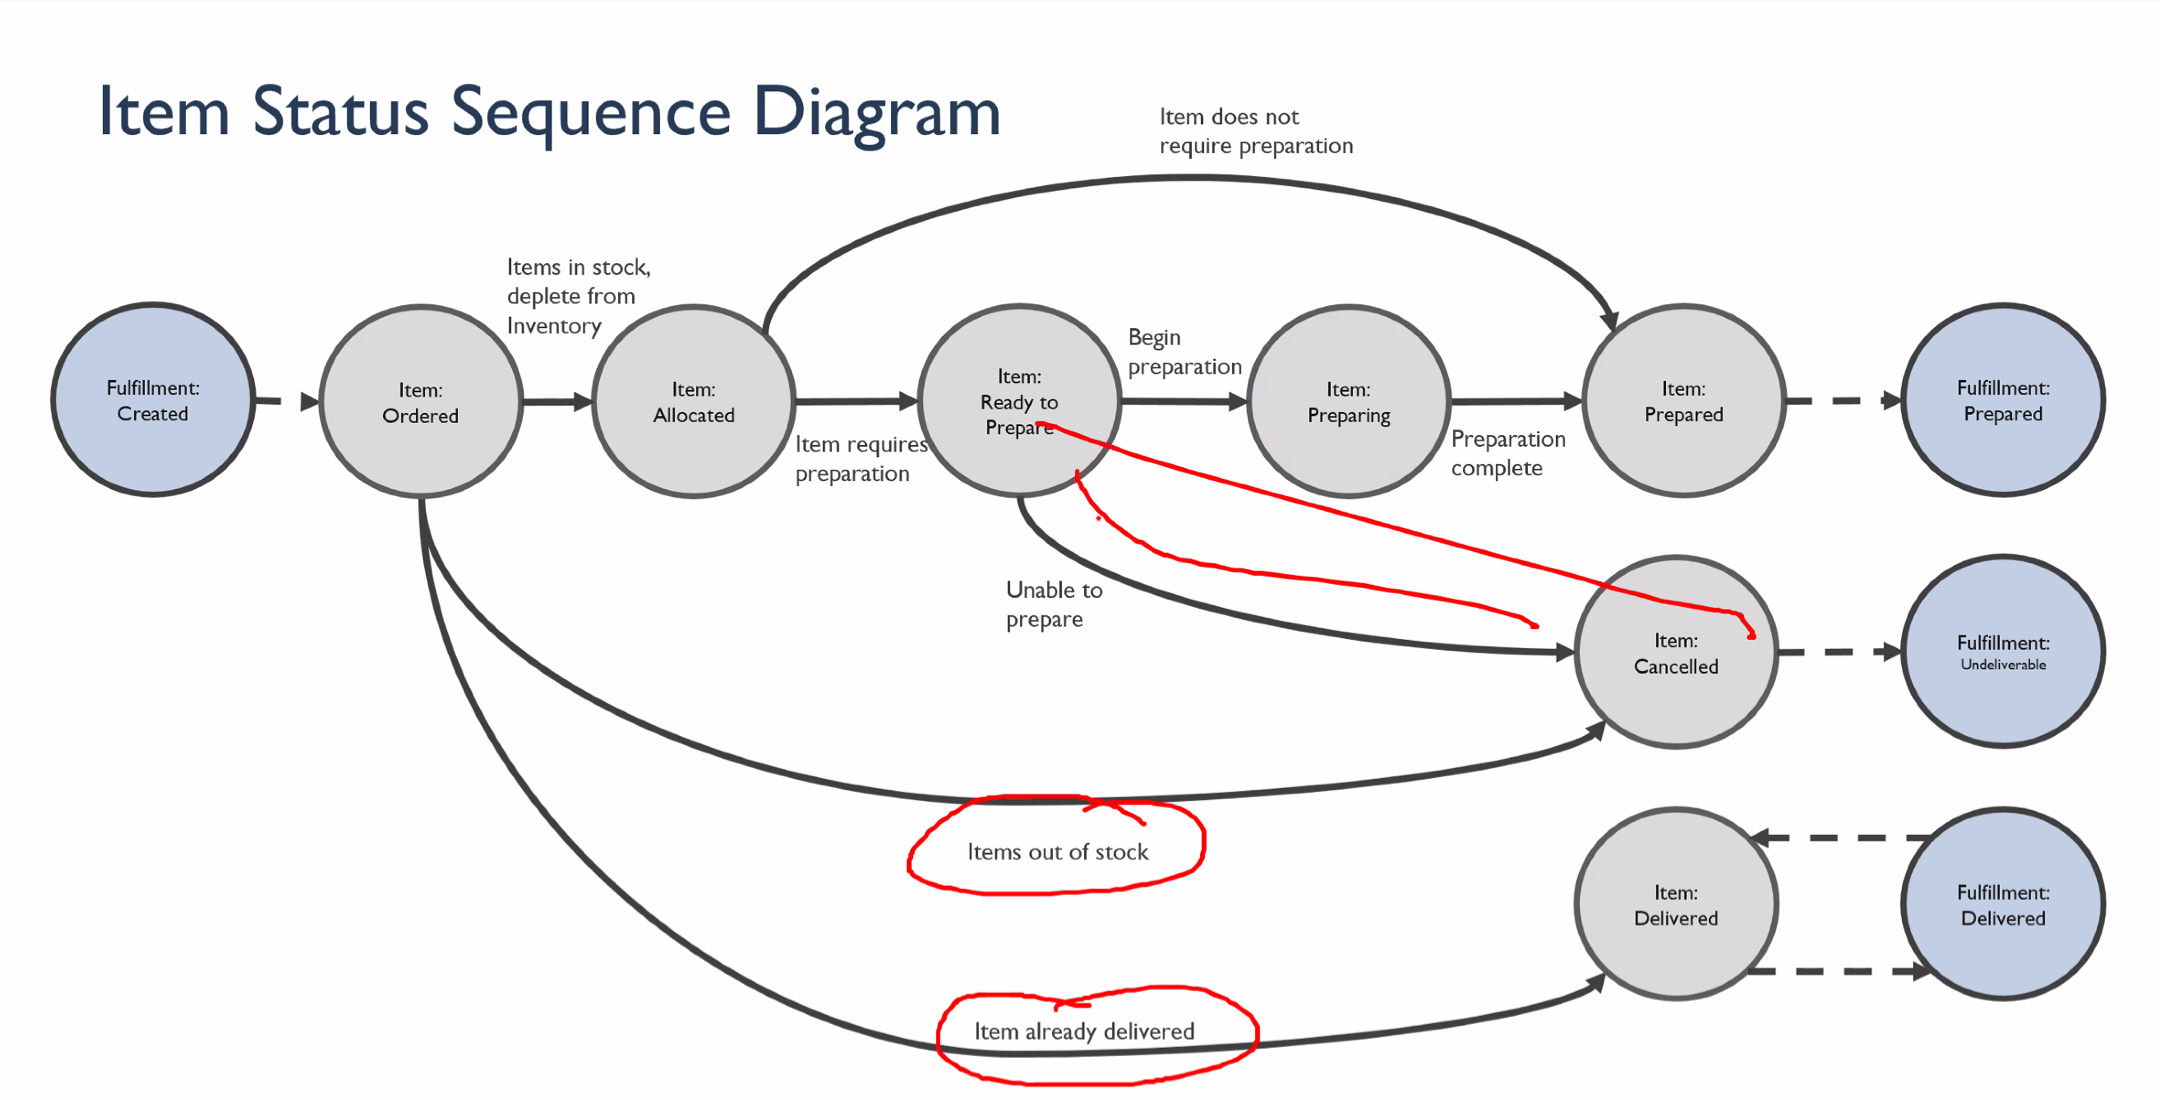 Item Status Sequence Diagram
Item does not
require preparation
Items in stock,
deplete from
Inventory
Begin
preparation
Fulfillment:
Created
Item:
Ordered
Item:
Allocated
Item:
Ready to
Prepare
Item:
Preparing
Item:
Prepared
Fulfillment:
Prepared
Item requires
preparation
Preparation
complete
Unable to
prepare
Item:
Cancelled
Fulfillment:
Undeliverable
Items out of stock
Item:
Delivered
Fulfillment:
Delivered
Item already delivered